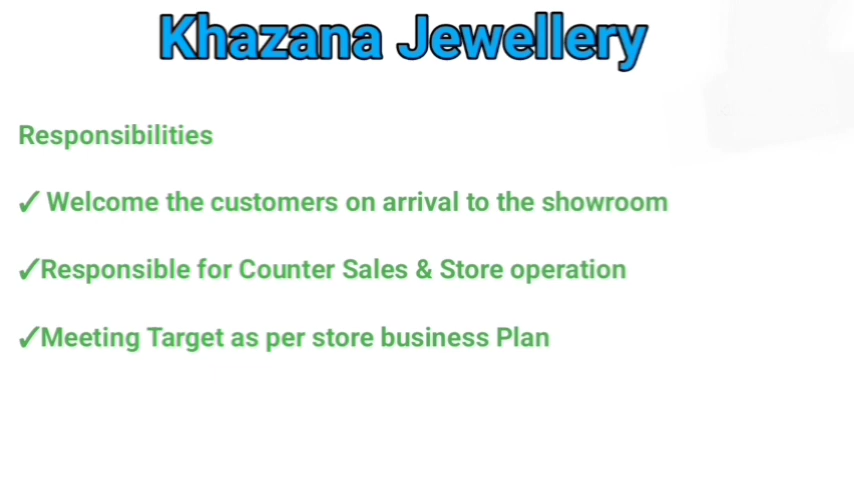 Khazana Jewellery
Responsibilities
✓ Welcome the customers on arrival to the showroom
✓Responsible for Counter Sales & Store operation
✓Meeting Target as per store business Plan